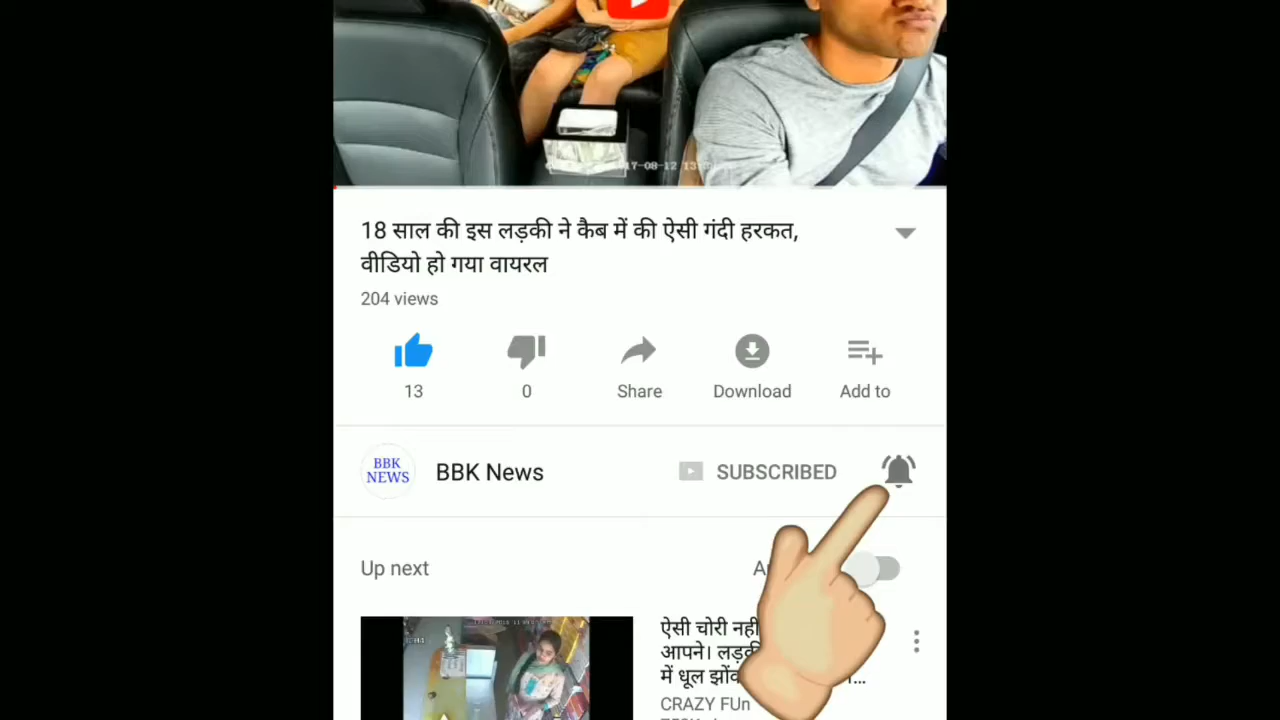 18 साल की इस लड़की ने कैब में की ऐसी गंदी हरकत,
वीडियो हो गया वायरल
204 views
13
0
Share
Download
Add to
BBK
NEWS
BBK News
SUBSCRIBED
Up next
ऐसी चोरी नहीं
आपने। लड़की
में धूल झोंक
CRAZY FUn